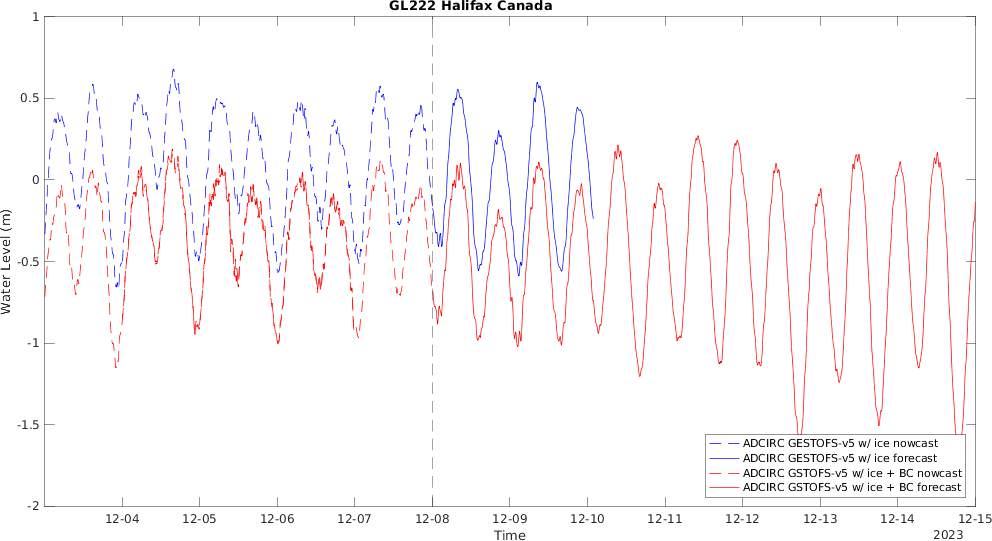 GL222 Halifax Canada
1
0.5
0
-0.5
-1
-1.5
-2
Water Level (m)
12-04 12-05 12-06 12-07 12-08 12-09 12-10 12-11 12-12 12-13 12-14 12-15
Time
2023
ADCIRC GESTOFS-v5 w/ ice nowcast
ADCIRC GESTOFS-v5 w/ ice forecast
ADCIRC GSTOFS-v5 w/ ice + BC nowcast
ADCIRC GSTOFS-v5 w/ ice + BC forecast